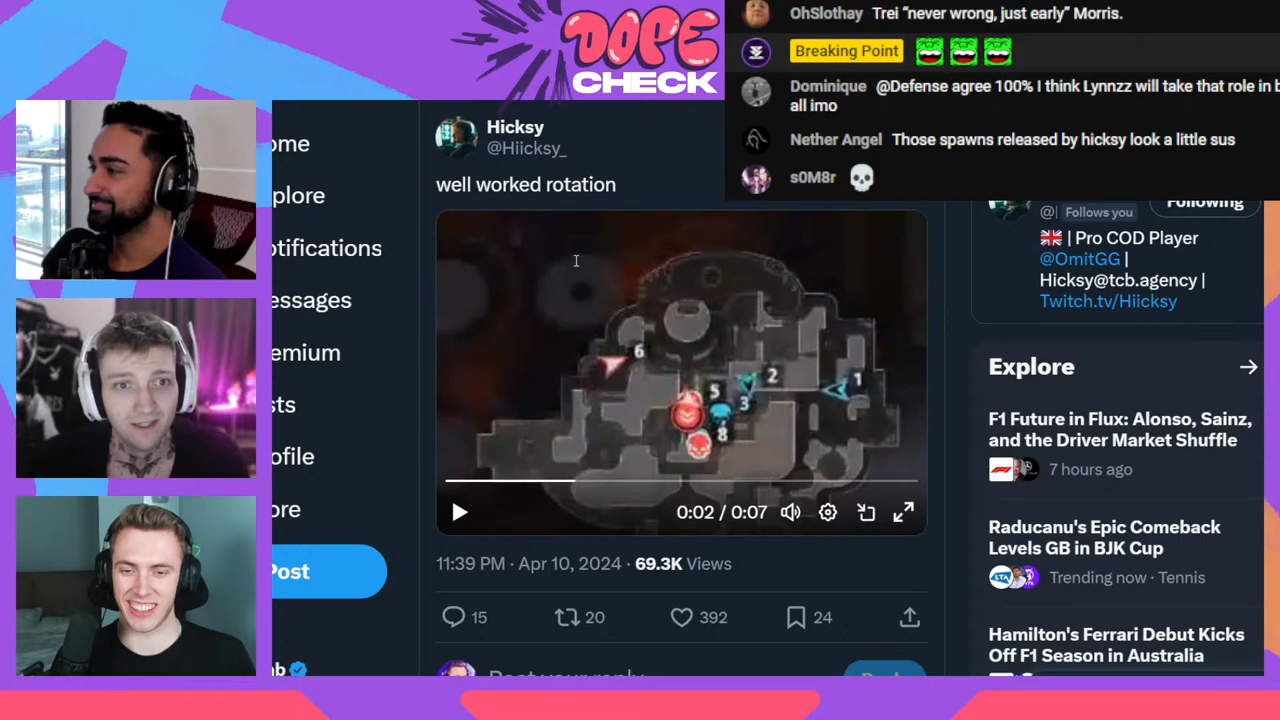 DOPE
CHECK
OhSlothay Trei “never wrong, just early” Morris.
Breaking Point
Dominique @Defense agree 100% I think Lynnzz will take that role in b
all imo
Nether Angel Those spawns released by hicksy look a little sus
s0M8r
ome
plore
otifications
essages
emium
sts
ofile
ore
Post
Hicksy
@Hiicksy_
well worked rotation
6
5
2
3
1
8
0:02 / 0:07
11:39 PM · Apr 10, 2024 · 69.3K Views
15
20
392
24
Post your reply
Following
@| Follows you
| Pro COD Player
@OmitGG |
Hicksy@tcb.agency |
Twitch.tv/Hiicksy
Explore
F1 Future in Flux: Alonso, Sainz,
and the Driver Market Shuffle
7 hours ago
Raducanu's Epic Comeback
Levels GB in BJK Cup
LTA
Trending now · Tennis
Hamilton's Ferrari Debut Kicks
Off F1 Season in Australia